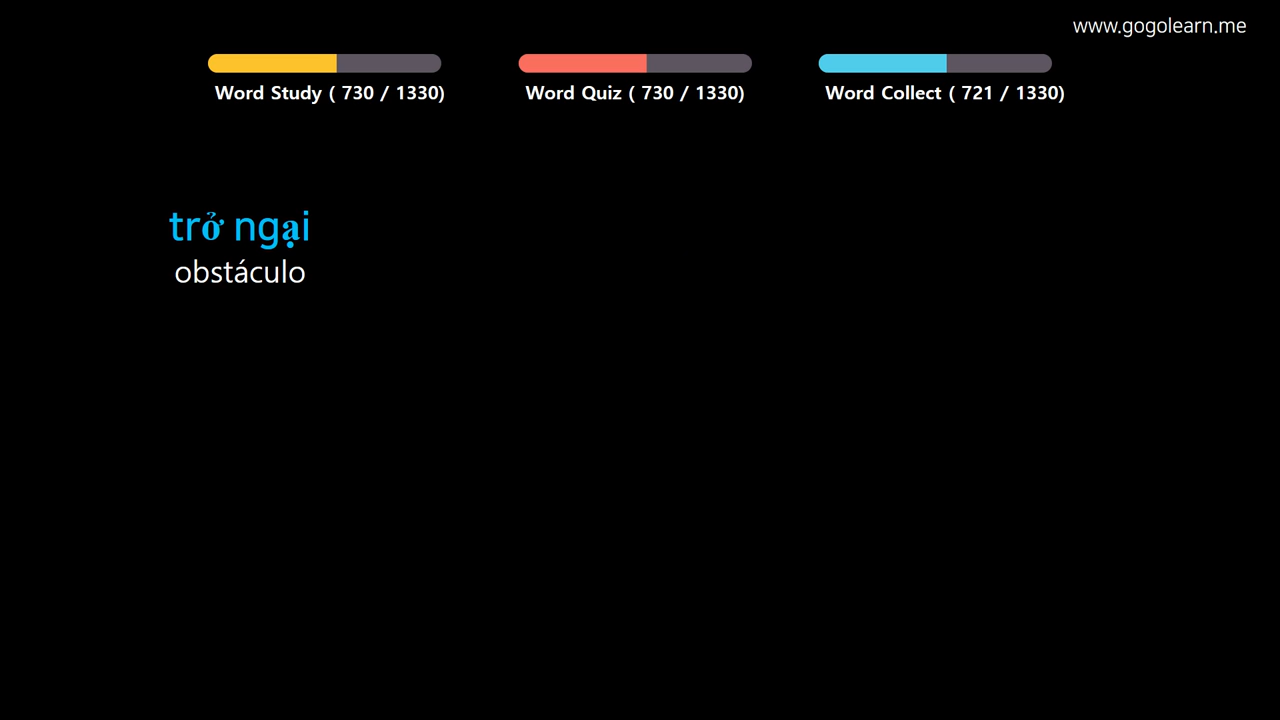 www.gogolearn.me
Word Study ( 730 / 1330)
Word Quiz ( 730 / 1330)
Word Collect ( 721 / 1330)
trở ngại
obstáculo